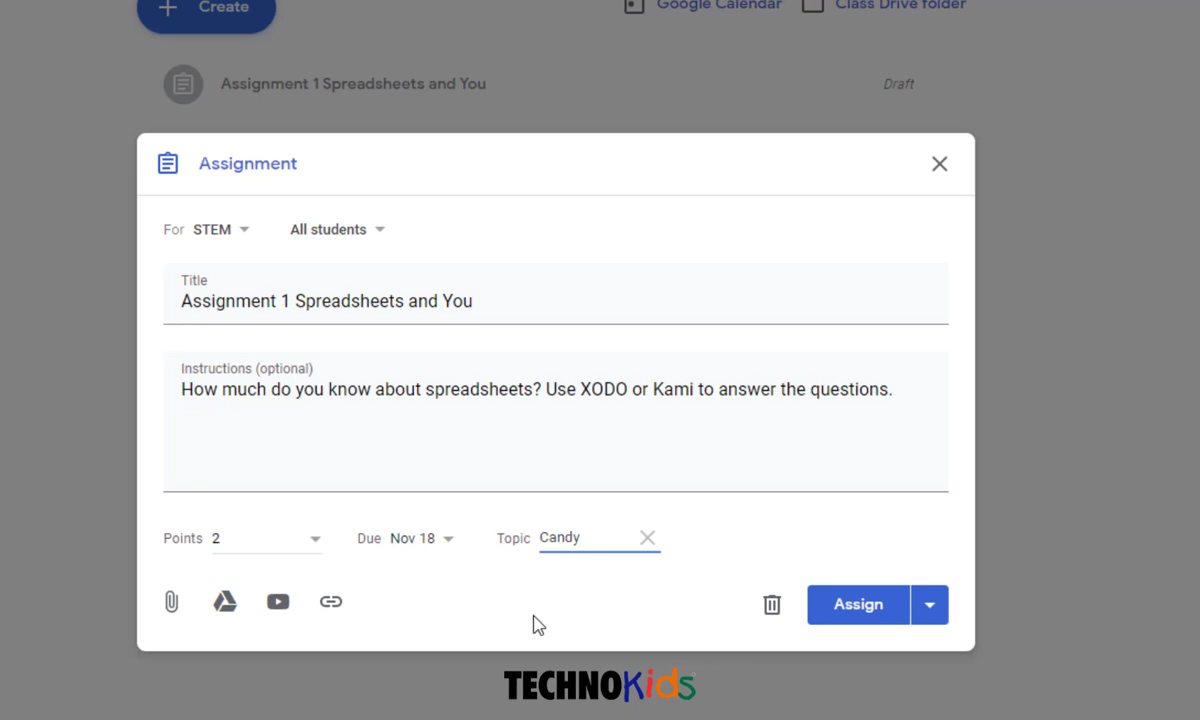 Create
Google Calendar
Class Drive folder
Assignment 1 Spreadsheets and You
Draft
Assignment
For STEM
All students
Title
Assignment 1 Spreadsheets and You
Instructions (optional)
How much do you know about spreadsheets? Use XODO or Kami to answer the questions.
Points 2
Due Nov 18
Topic Candy
Assign
TECHNOKids